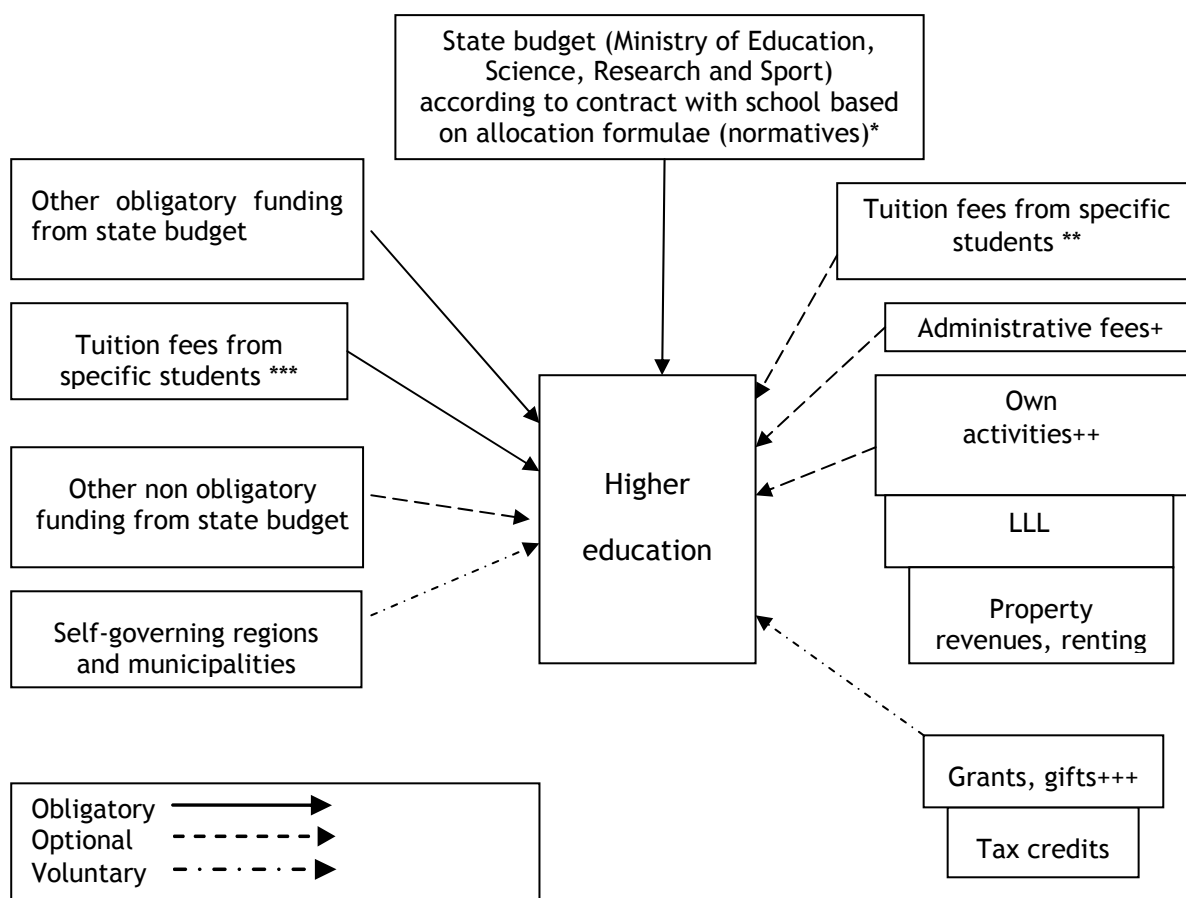 State budget (Ministry of Education,
Science, Research and Sport)
according to contract with school based
on allocation formulae (normatives)*
Other obligatory funding
from state budget
Tuition fees from specific
students **
Tuition fees from
specific students ***
Administrative fees+
Own
activities++
Other non obligatory
funding from state budget
Higher
education
LLL
Self-governing regions
and municipalities
Property
revenues, renting
Grants, gifts+++
Tax credits
Obligatory
Optional
Voluntary